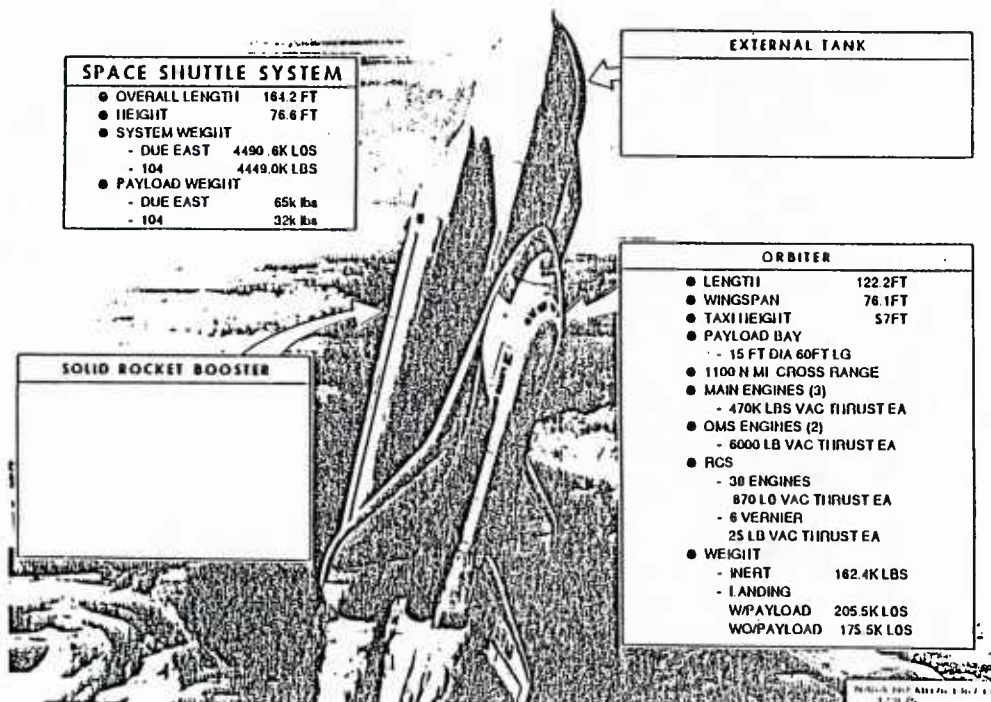 SPACE SHUTTLE SYSTEM
● OVERALL LENGTH 164.2 FT
● HEIGHT 76.6 FT
● SYSTEM WEIGHT
- DUE EAST 4490.6K LOS
- 104 4449.0K LBS
● PAYLOAD WEIGHT
- DUE EAST 65k lbs
- 104 32k lbs
EXTERNAL TANK
SOLID ROCKET BOOSTER
ORBITER
● LENGTH 122.2FT
● WINGSPAN 76.1FT
● TAXI HEIGHT 57FT
● PAYLOAD BAY
- 15 FT DIA 60FT LG
● 1100 N MI CROSS RANGE
● MAIN ENGINES (3)
- 470K LBS VAC THRUST EA
● OMS ENGINES (2)
- 6000 LB VAC THRUST EA
● RCS
- 38 ENGINES
870 LO VAC THRUST EA
- 6 VERNIER
25 LB VAC THRUST EA
● WEIGHT
- INERT 162.4K LBS
- LANDING
W/PAYLOAD 205.5K LOS
WO/PAYLOAD 175.5K LOS